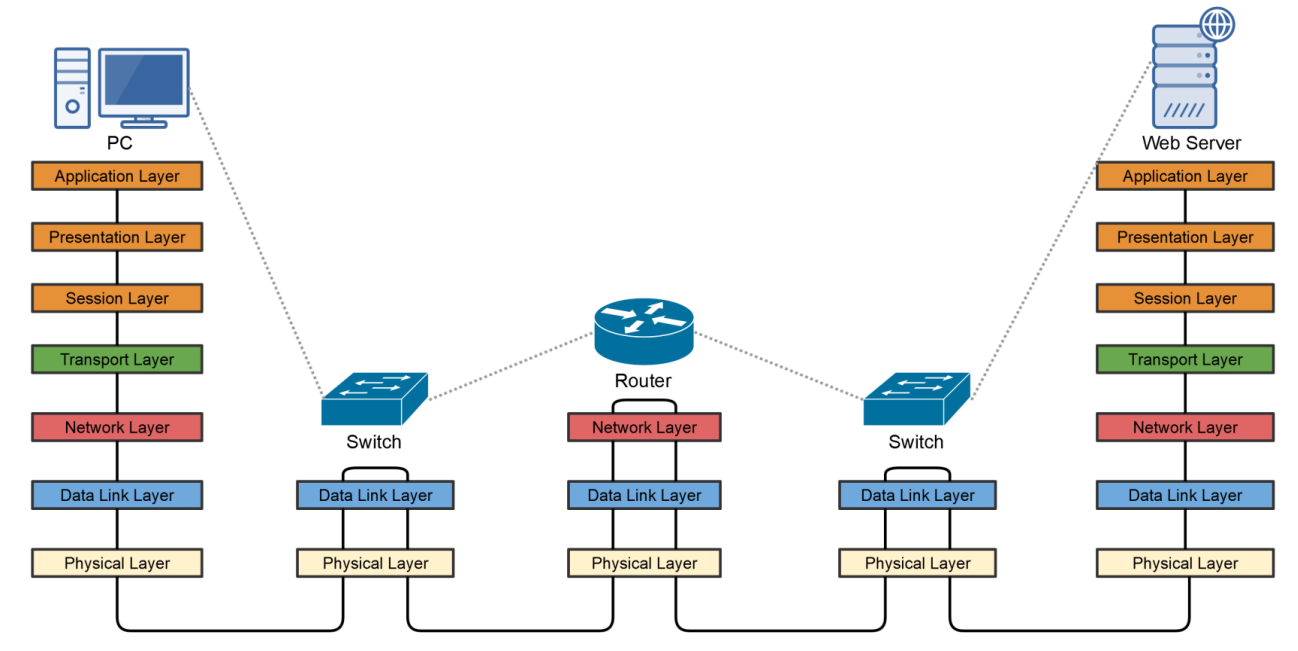 PC
Application Layer
Presentation Layer
Session Layer
Transport Layer
Network Layer
Data Link Layer
Physical Layer
Switch
Data Link Layer
Physical Layer
Router
Network Layer
Data Link Layer
Physical Layer
Switch
Data Link Layer
Physical Layer
Web Server
Application Layer
Presentation Layer
Session Layer
Transport Layer
Network Layer
Data Link Layer
Physical Layer